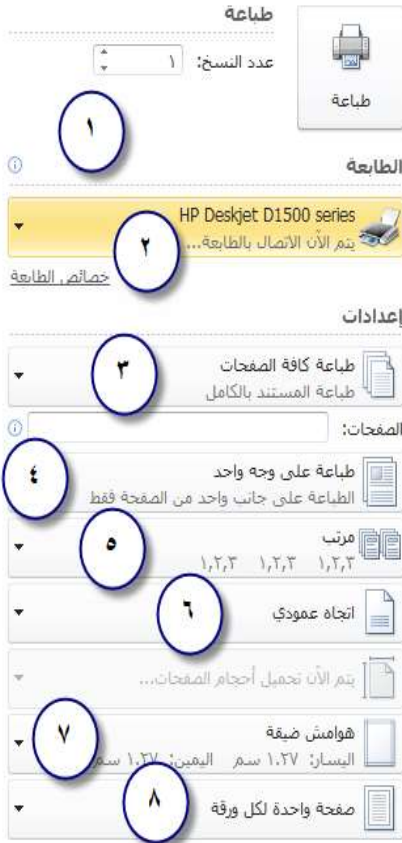 طباعة
عدد النسخ: ١
طباعة
١
الطابعة
HP Deskjet D1500 series
يتم الآن الاتصال بالطابعة...
٢
خصائص الطابعة
إعدادات
طباعة كافة الصفحات
طباعة المستند بالكامل
٣
الصفحات:
طباعة على وجه واحد
الطباعة على جانب واحد من الصفحة فقط
٤
مرتب
١,٢,٣ ١,٢,٣ ١,٢,٣
٥
اتجاه عمودي
٦
يتم الآن تحميل أحجام الصفحات...
هوامش ضيقة
اليسار: ١.٢٧ سم اليمين: ١.٢٧ سم
٧
صفحة واحدة لكل ورقة
٨